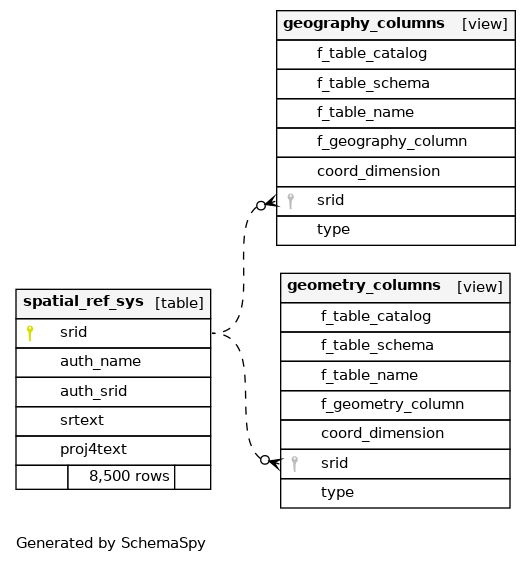 geography_columns [view]
f_table_catalog
f_table_schema
f_table_name
f_geography_column
coord_dimension
srid
type
spatial_ref_sys [table]
srid
auth_name
auth_srid
srtext
proj4text
8,500 rows
geometry_columns [view]
f_table_catalog
f_table_schema
f_table_name
f_geometry_column
coord_dimension
srid
type
Generated by SchemaSpy